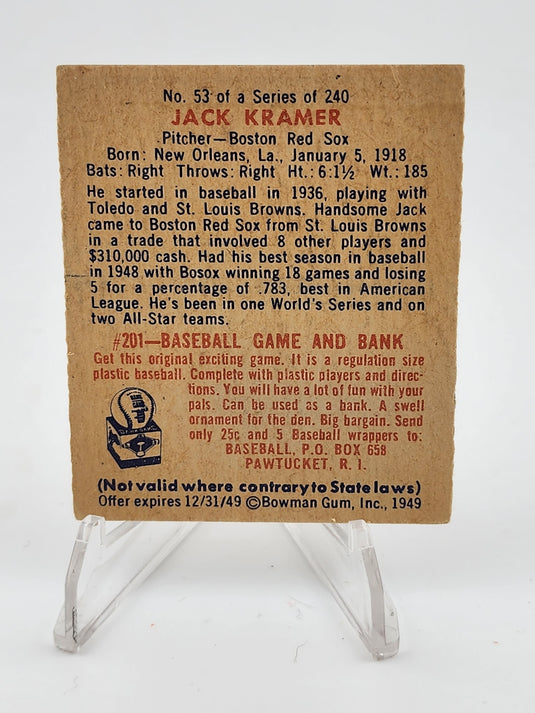 No. 53 of a Series of 240
JACK KRAMER
Pitcher—Boston Red Sox
Born: New Orleans, La., January 5, 1918
Bats: Right Throws: Right Ht.: 6:1½ Wt.: 185
He started in baseball in 1936, playing with
Toledo and St. Louis Browns. Handsome Jack
came to Boston Red Sox from St. Louis Browns
in a trade that involved 8 other players and
$310,000 cash. Had his best season in baseball
in 1948 with Bosox winning 18 games and losing
5 for a percentage of .783, best in American
League. He's been in one World's Series and on
two All-Star teams.
#201—BASEBALL GAME AND BANK
Get this original exciting game. It is a regulation size
plastic baseball. Complete with plastic players and direc-
tions. You will have a lot of fun with your
pals. Can be used as a bank. A swell
ornament for the den. Big bargain. Send
only 25c and 5 Baseball wrappers to:
BASEBALL, P.O. BOX 658
PAWTUCKET, R. I.
(Not valid where contrary to State laws)
Offer expires 12/31/49 ©Bowman Gum, Inc., 1949